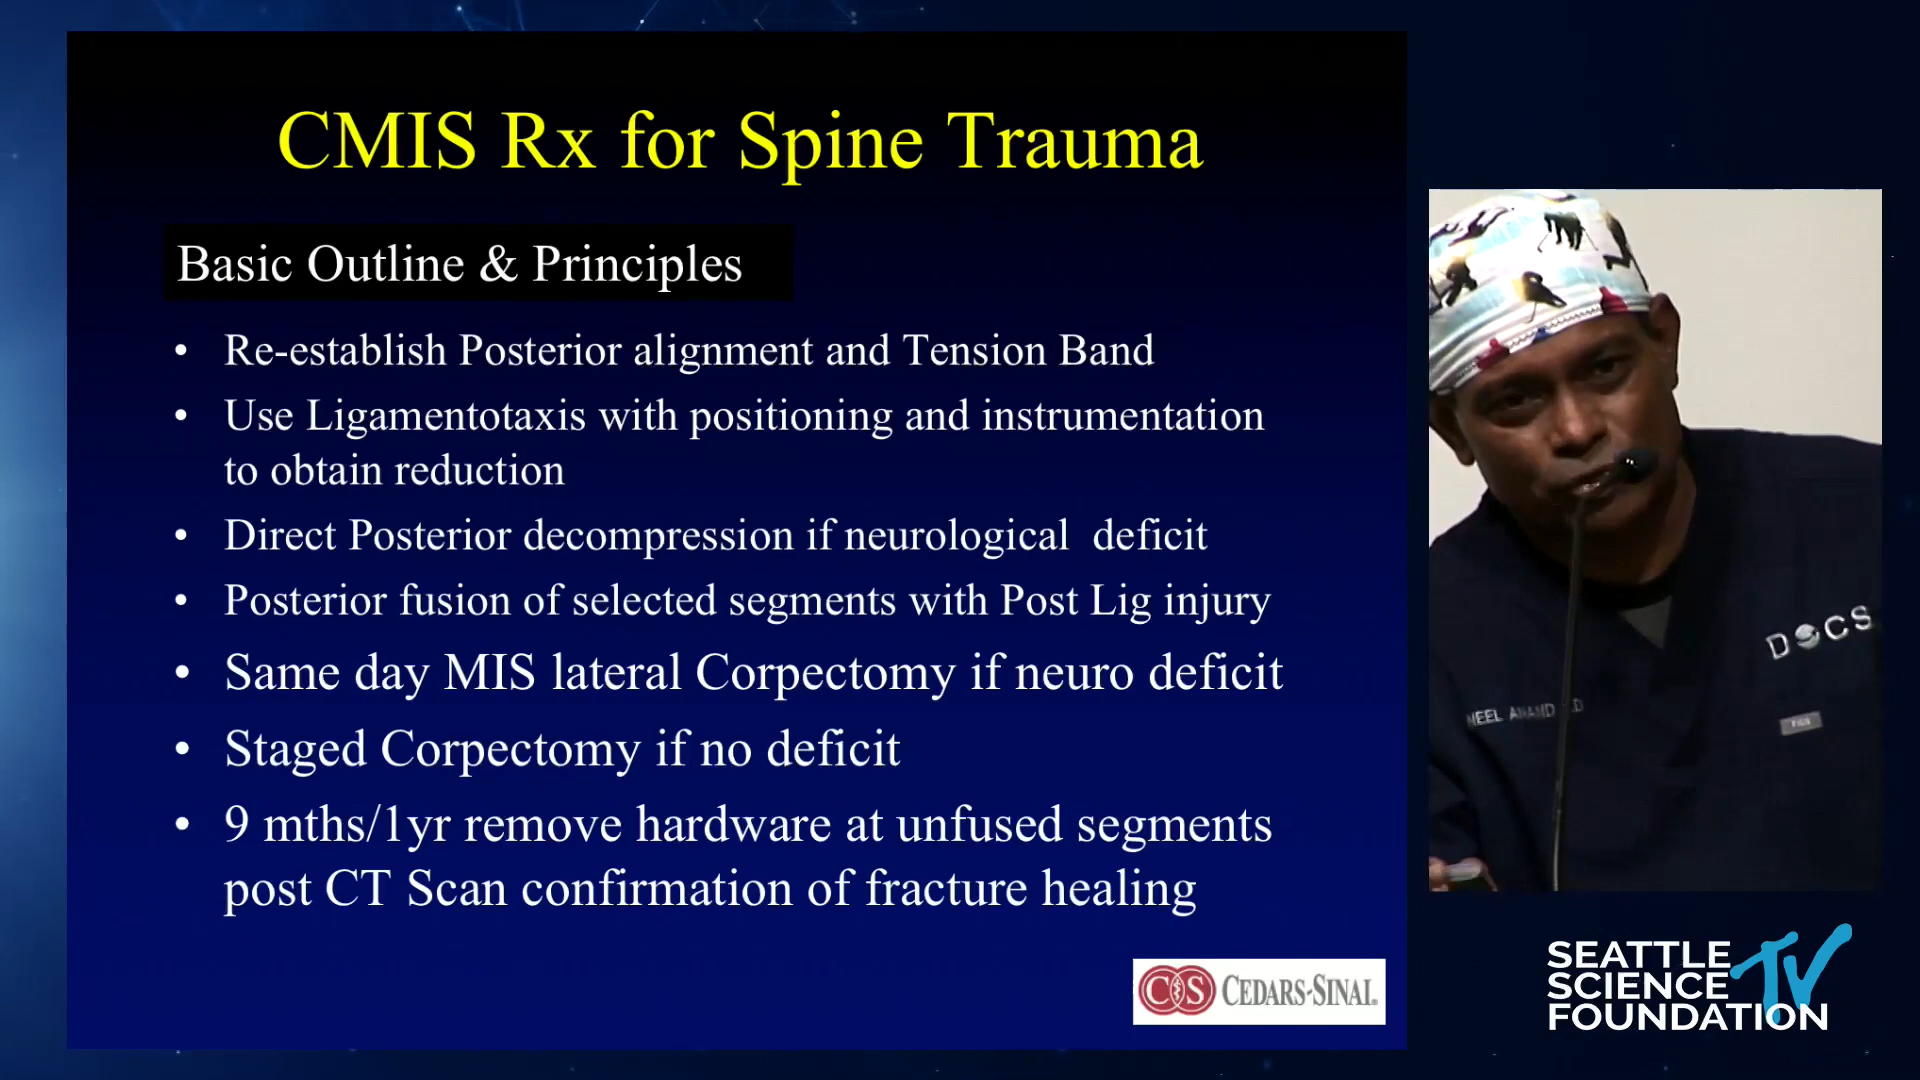 CMIS Rx for Spine Trauma
Basic Outline & Principles
• Re-establish Posterior alignment and Tension Band
• Use Ligamentotaxis with positioning and instrumentation
to obtain reduction
• Direct Posterior decompression if neurological deficit
• Posterior fusion of selected segments with Post Lig injury
• Same day MIS lateral Corpectomy if neuro deficit
• Staged Corpectomy if no deficit
• 9 mths/1yr remove hardware at unfused segments
post CT Scan confirmation of fracture healing
CS CEDARS-SINAI
DOCS
NEEL ANAND
SEATTLE
SCIENCE
FOUNDATION
TV